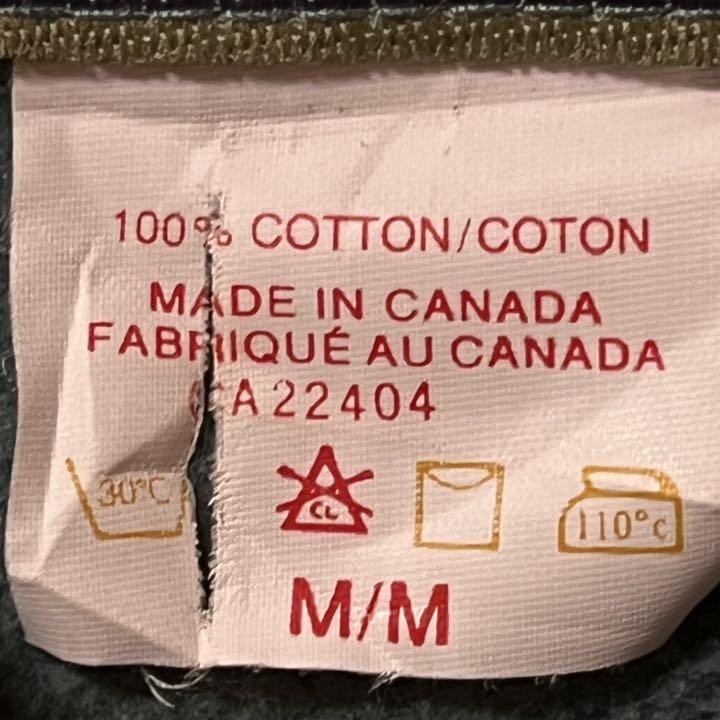 100% COTTON/COTON
MADE IN CANADA
FABRIQUÉ AU CANADA
CA 22404
30°C CL 110°C
M/M